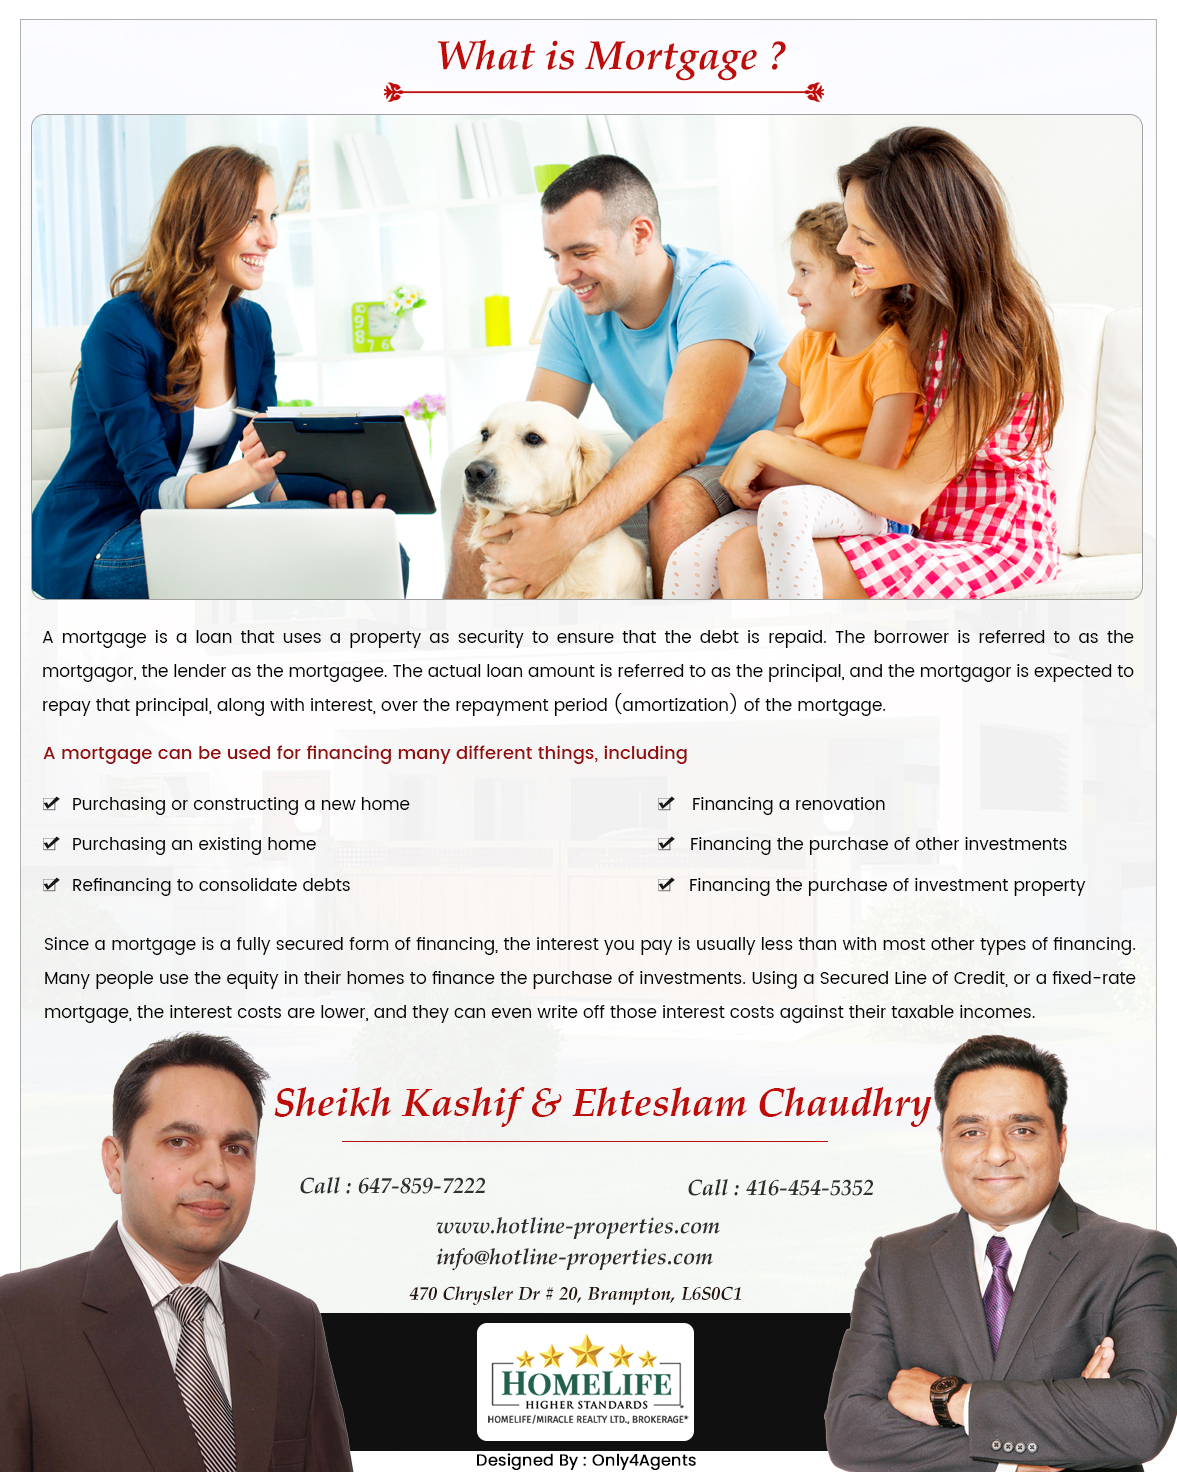 What is Mortgage ?
A mortgage is a loan that uses a property as security to ensure that the debt is repaid. The borrower is referred to as the
mortgagor, the lender as the mortgagee. The actual loan amount is referred to as the principal, and the mortgagor is expected to
repay that principal, along with interest, over the repayment period (amortization) of the mortgage.
A mortgage can be used for financing many different things, including
Purchasing or constructing a new home
Financing a renovation
Purchasing an existing home
Financing the purchase of other investments
Refinancing to consolidate debts
Financing the purchase of investment property
Since a mortgage is a fully secured form of financing, the interest you pay is usually less than with most other types of financing.
Many people use the equity in their homes to finance the purchase of investments. Using a Secured Line of Credit, or a fixed-rate
mortgage, the interest costs are lower, and they can even write off those interest costs against their taxable incomes.
Sheikh Kashif & Ehtesham Chaudhry
Call : 647-859-7222
Call : 416-454-5352
www.hotline-properties.com
info@hotline-properties.com
470 Chrysler Dr # 20, Brampton, L6S0C1
HOMELIFE
HIGHER STANDARDS
HOMELIFE/MIRACLE REALTY LTD., BROKERAGE*
Designed By : Only4Agents